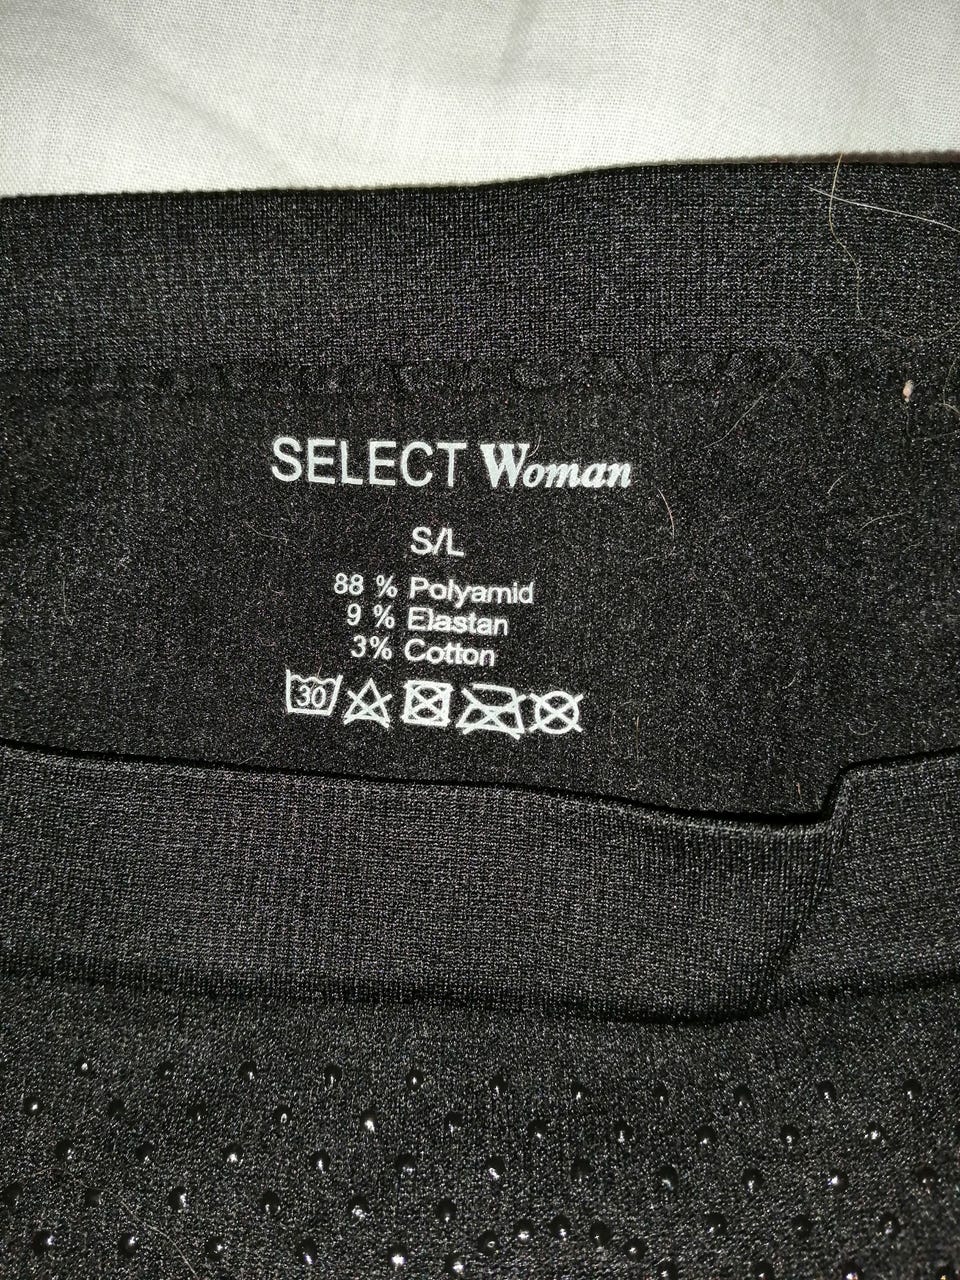 SELECT Woman
S/L
88 % Polyamid
9 % Elastan
3% Cotton
30